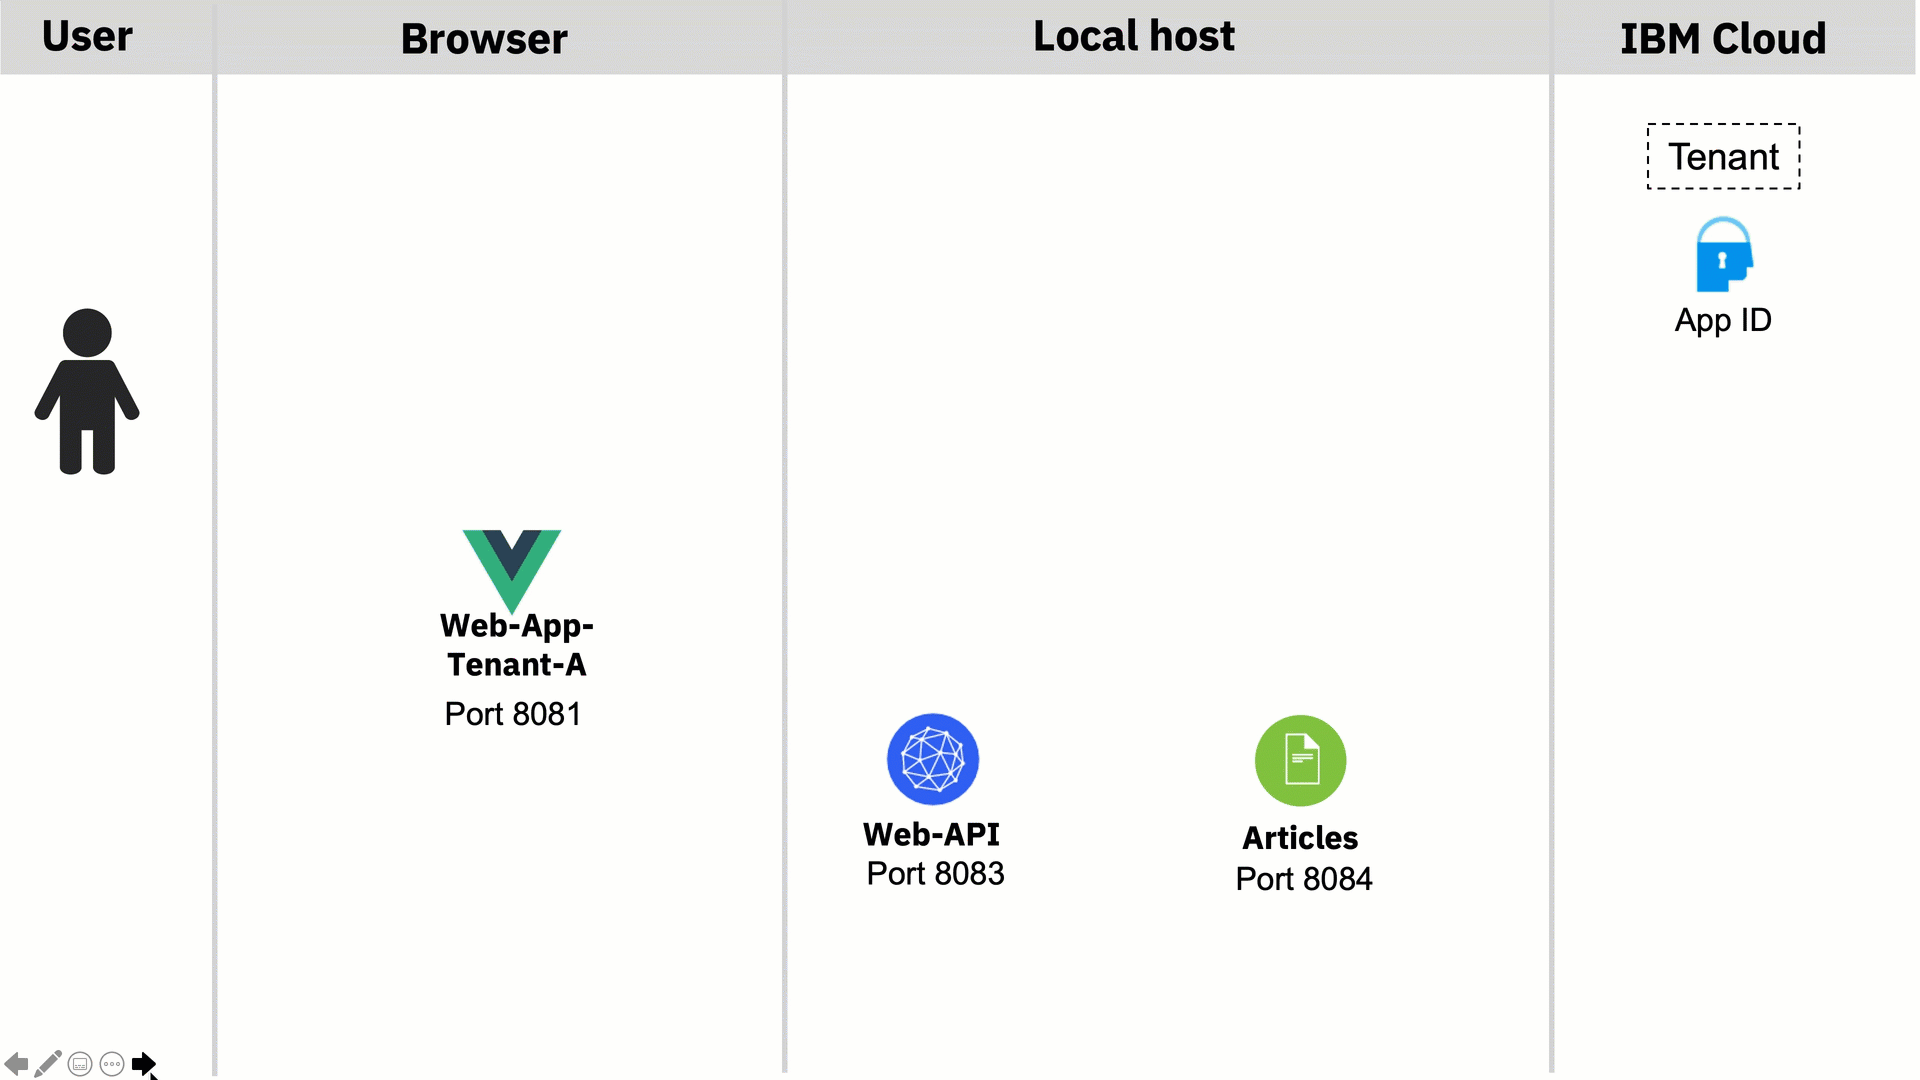 User
Browser
Local host
IBM Cloud
Tenant
App ID
Web-App-
Tenant-A
Port 8081
Web-API
Port 8083
Articles
Port 8084